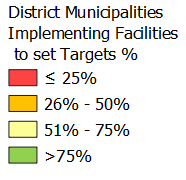 District Municipalities
Implementing Facilities
to set Targets %
≤ 25%
26% - 50%
51% - 75%
>75%